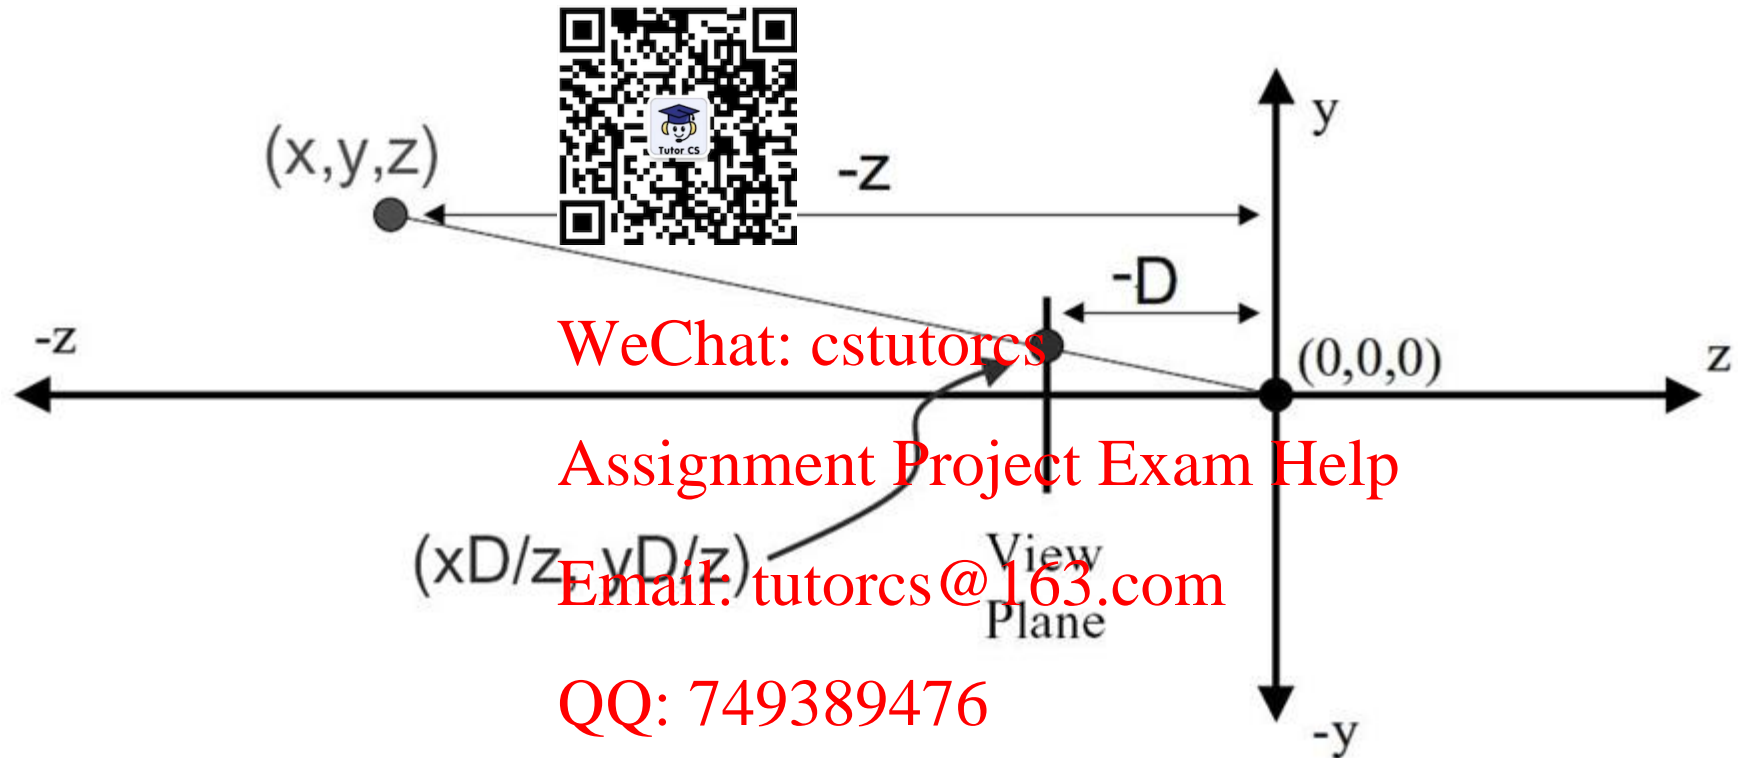 Tutor CS
y
(x,y,z)
-z
-D
-z
(0,0,0)
z
WeChat: cstutorcs
Assignment Project Exam Help
(xD/z, yD/z)
View
Plane
Email: tutorcs@163.com
QQ: 749389476
-y